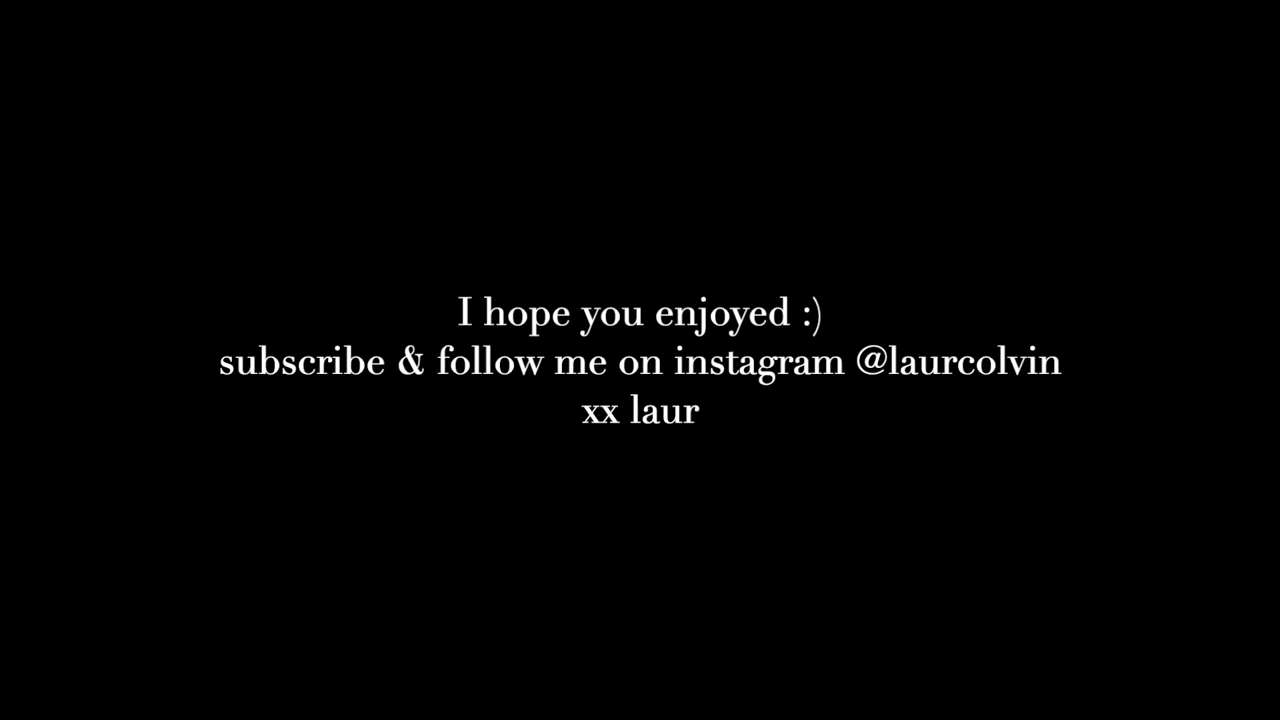 I hope you enjoyed :)
subscribe & follow me on instagram @laurcolvin
xx laur